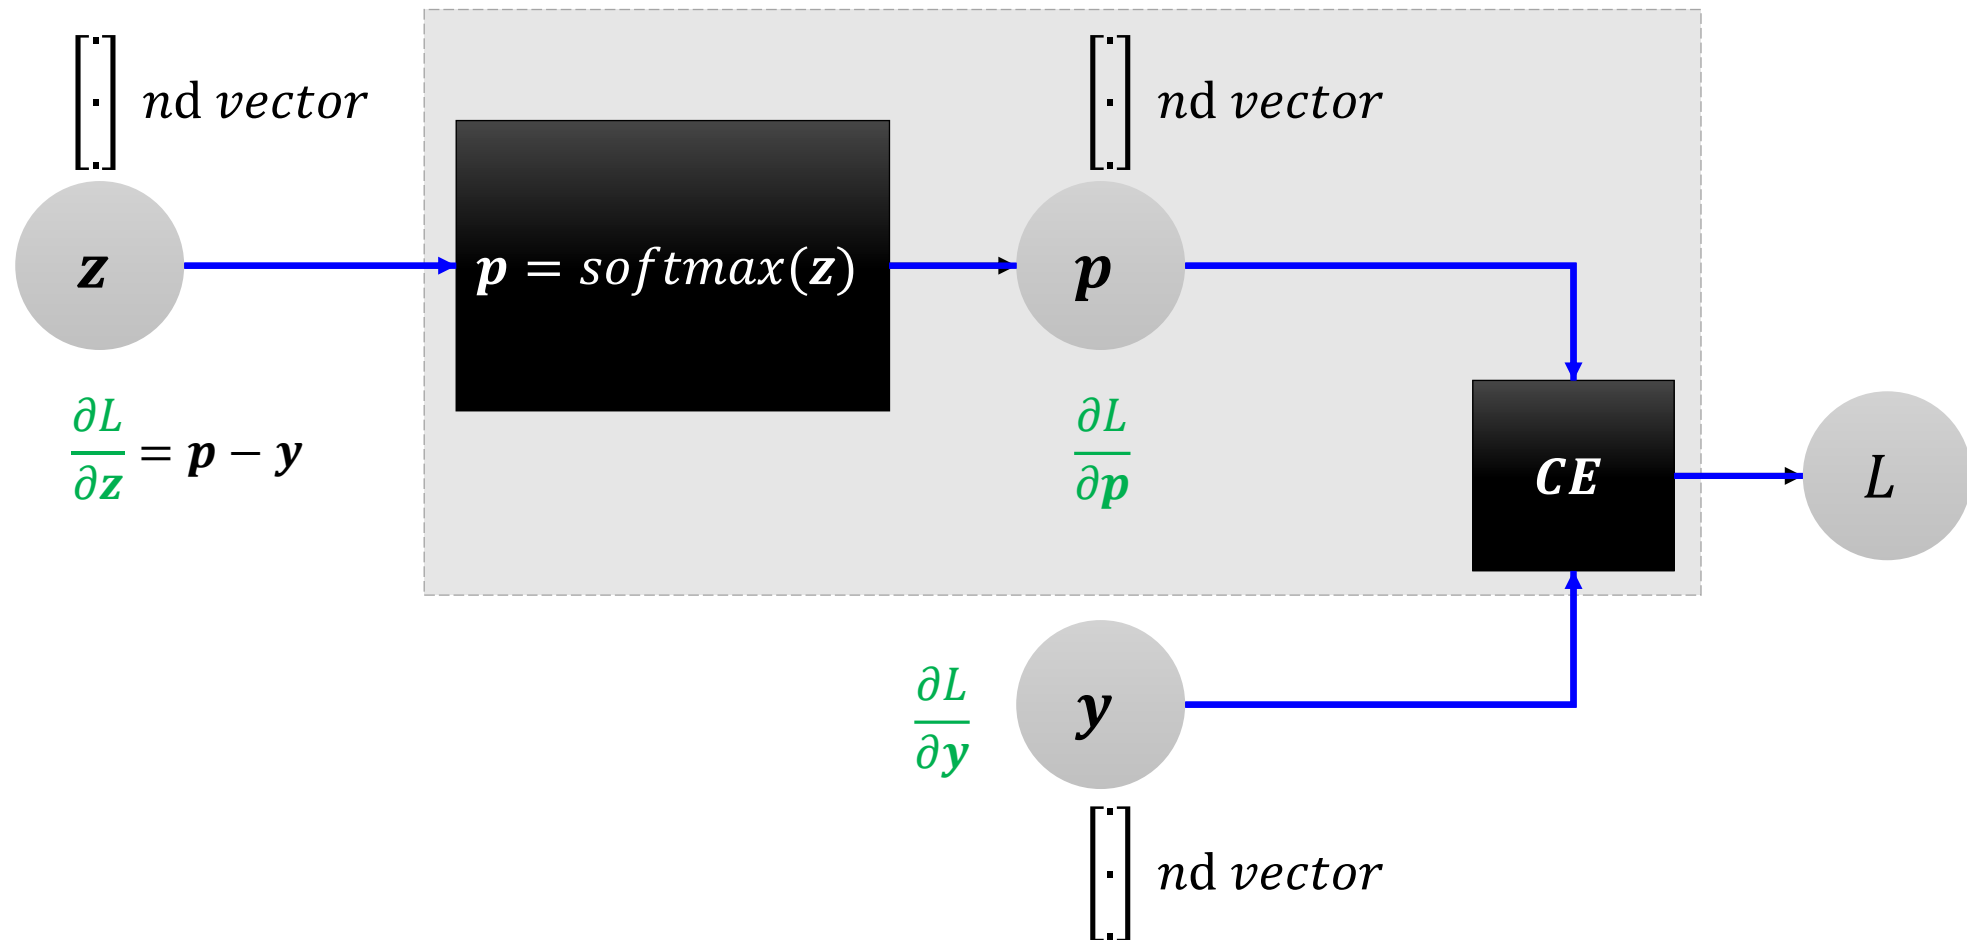 nd vector
nd vector
z
p = softmax(z)
p
∂L/∂z = p − y
∂L/∂p
CE
L
∂L/∂y
y
nd vector